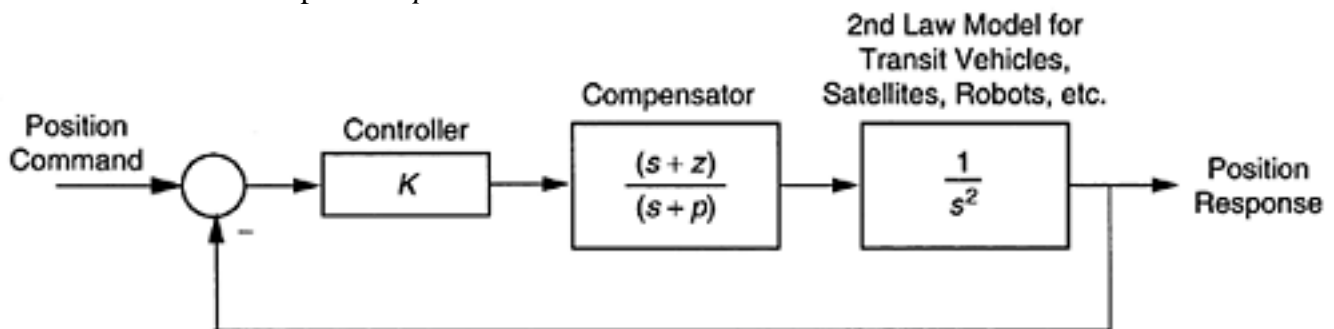 2nd Law Model for
Transit Vehicles,
Satellites, Robots, etc.
Compensator
Controller
Position
Command
K
(s + z)
(s + p)
1
s²
Position
Response
−